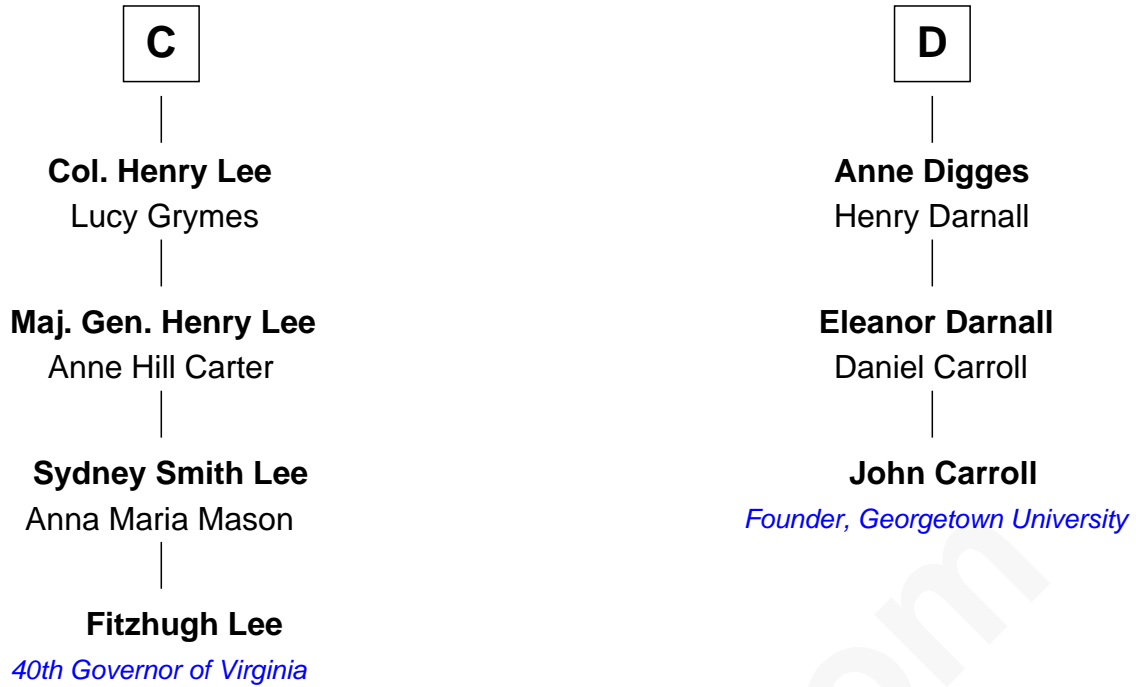 C
Col. Henry Lee
Lucy Grymes
Maj. Gen. Henry Lee
Anne Hill Carter
Sydney Smith Lee
Anna Maria Mason
Fitzhugh Lee
40th Governor of Virginia
D
Anne Digges
Henry Darnall
Eleanor Darnall
Daniel Carroll
John Carroll
Founder, Georgetown University
om